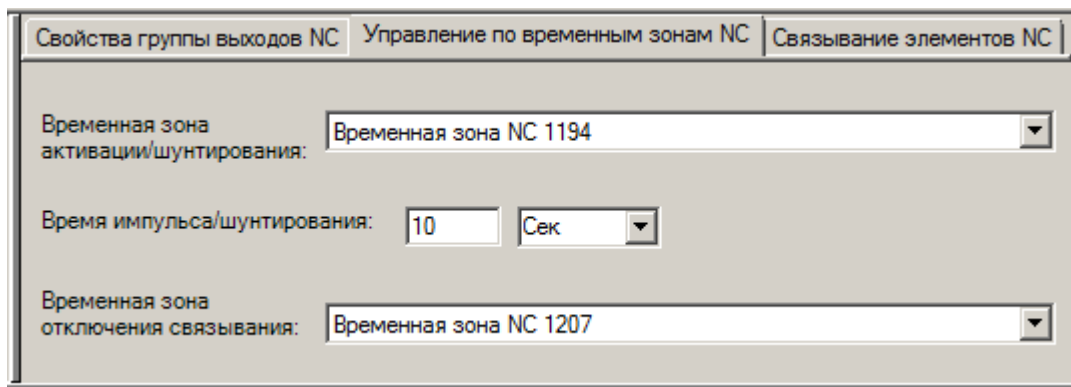 Свойства группы выходов NC Управление по временным зонам NC Связывание элементов NC
Временная зона
активации/шунтирования:
Временная зона NC 1194
Время импульса/шунтирования: 10 Сек
Временная зона
отключения связывания:
Временная зона NC 1207